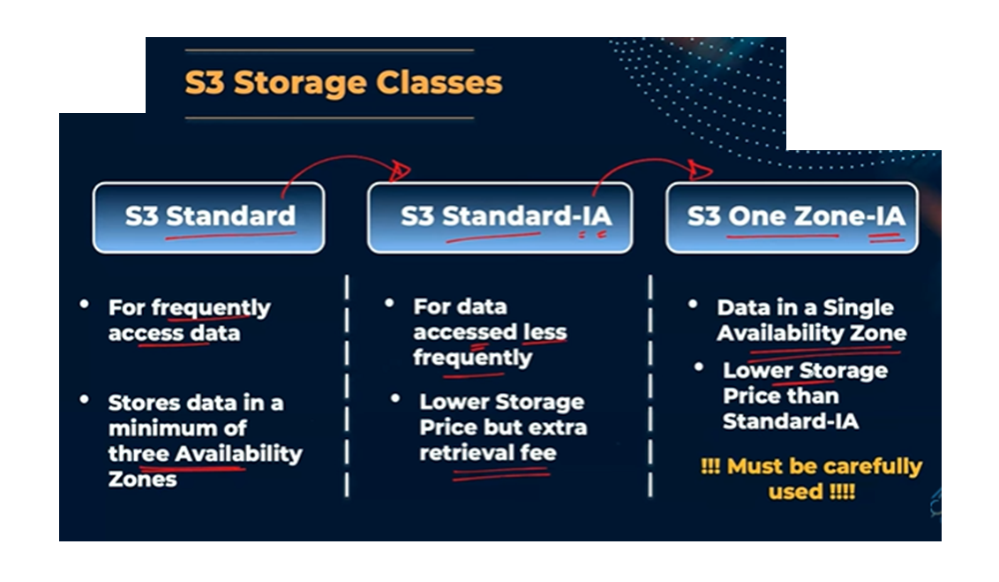 S3 Storage Classes
S3 Standard
• For frequently
access data
• Stores data in a
minimum of
three Availability
Zones
S3 Standard-IA
• For data
accessed less
frequently
• Lower Storage
Price but extra
retrieval fee
S3 One Zone-IA
• Data in a Single
Availability Zone
• Lower Storage
Price than
Standard-IA
!!! Must be carefully
used !!!!